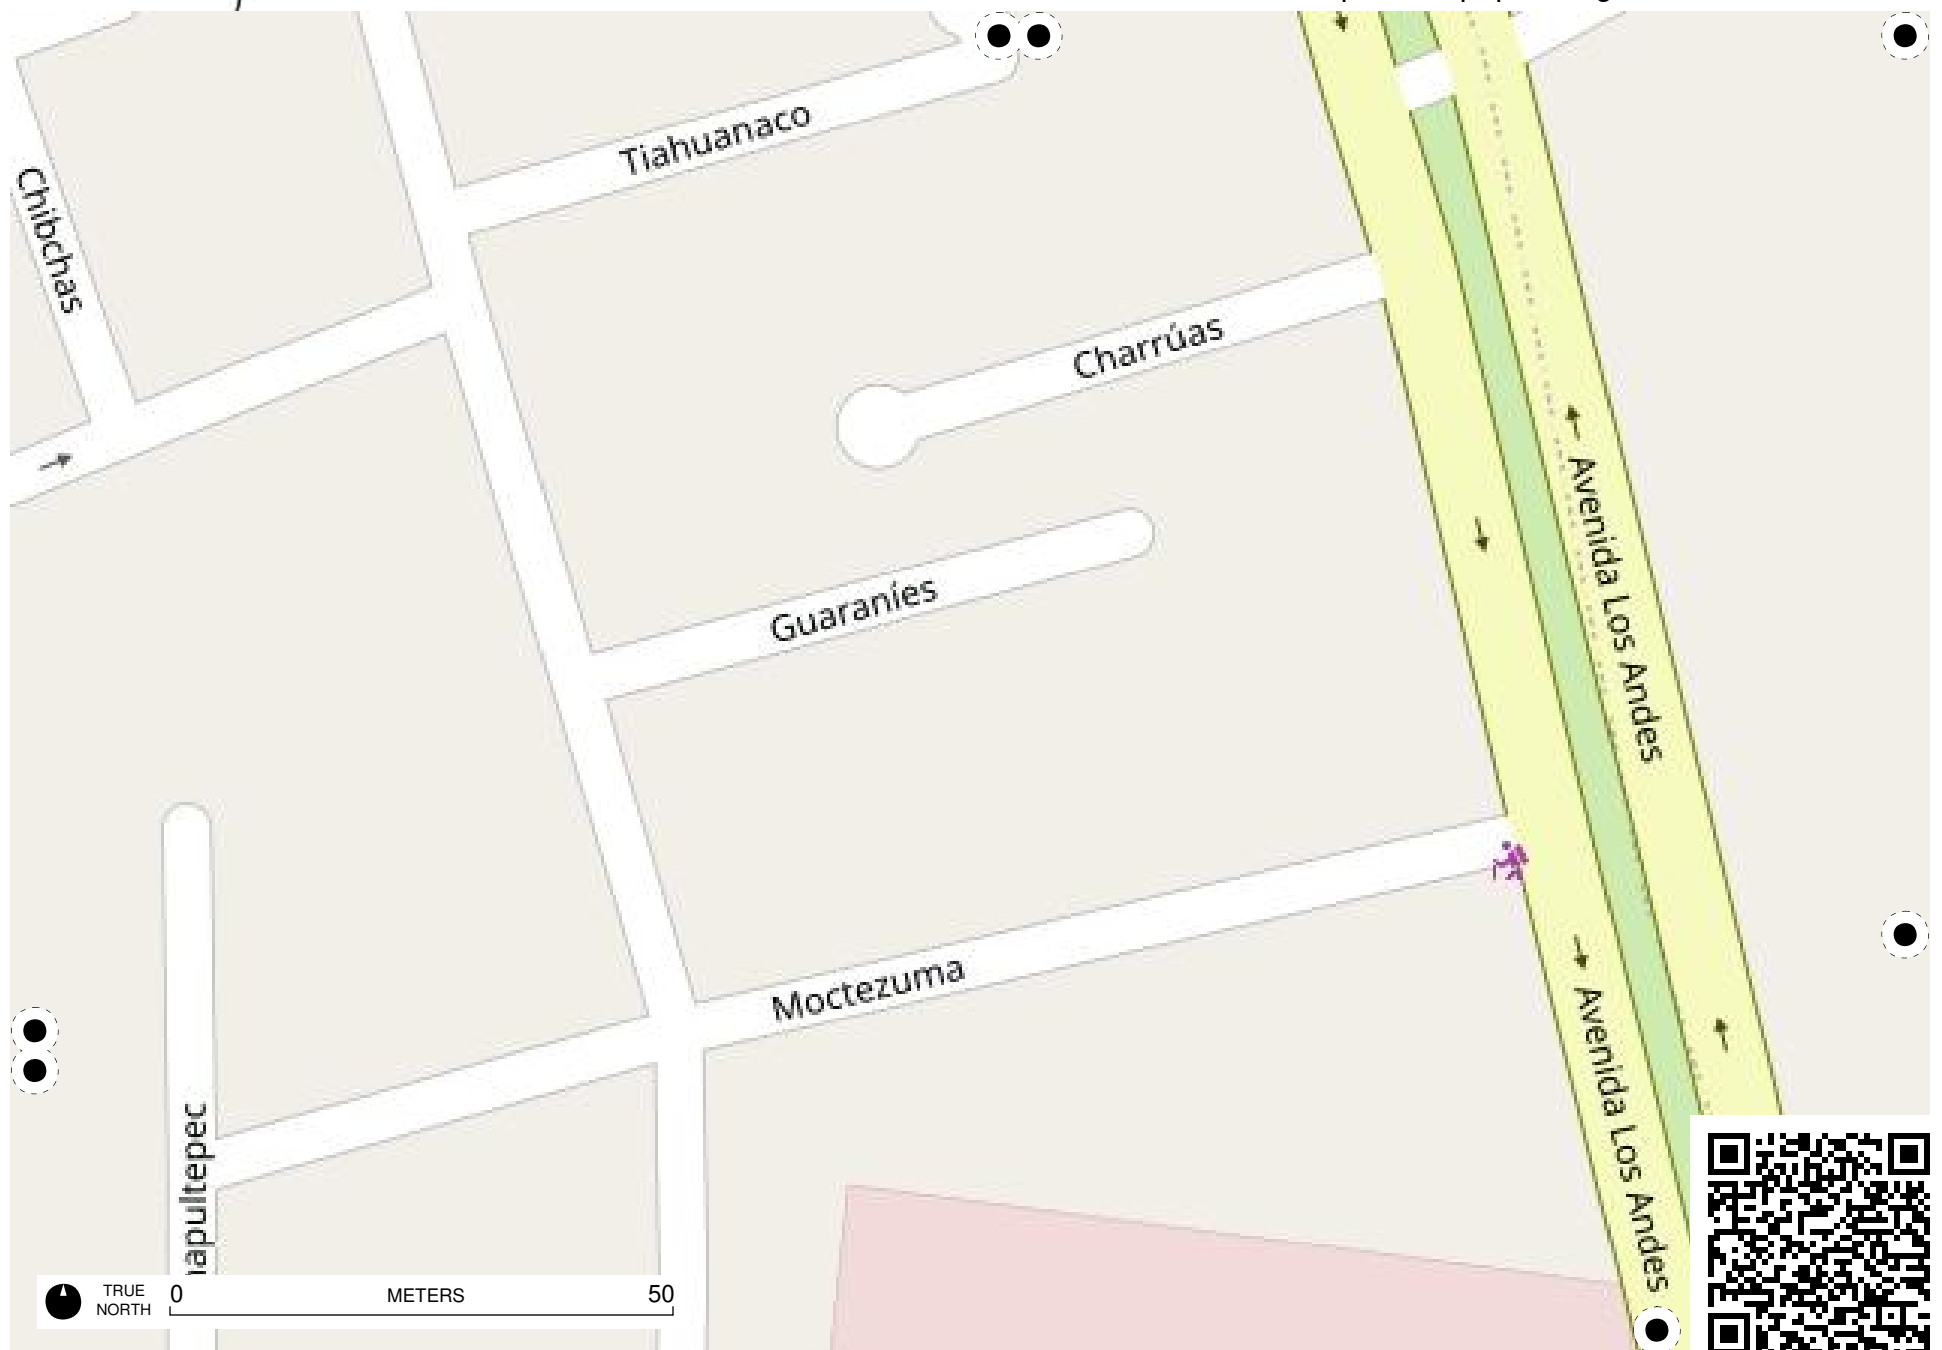 Tiahuanaco
Chibchas
Charrúas
Avenida Los Andes
Guaraníes
Moctezuma
Avenida Los Andes
apultepec
TRUE
NORTH
0
METERS
50